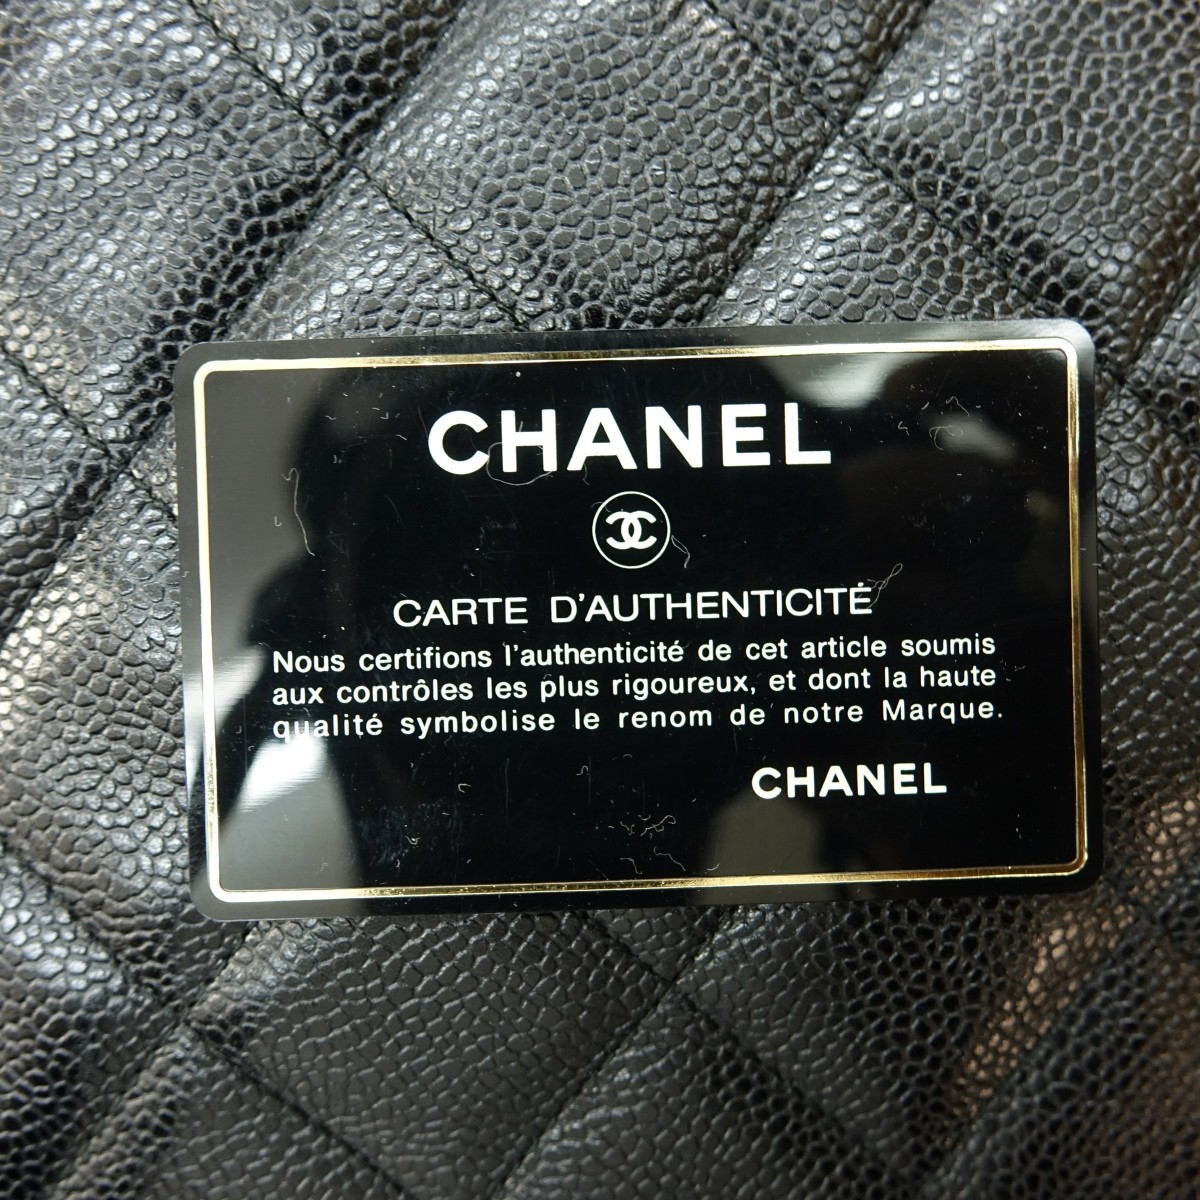 CHANEL
CARTE D'AUTHENTICITÉ
Nous certifions l'authenticité de cet article soumis
aux contrôles les plus rigoureux, et dont la haute
qualité symbolise le renom de notre Marque.
CHANEL